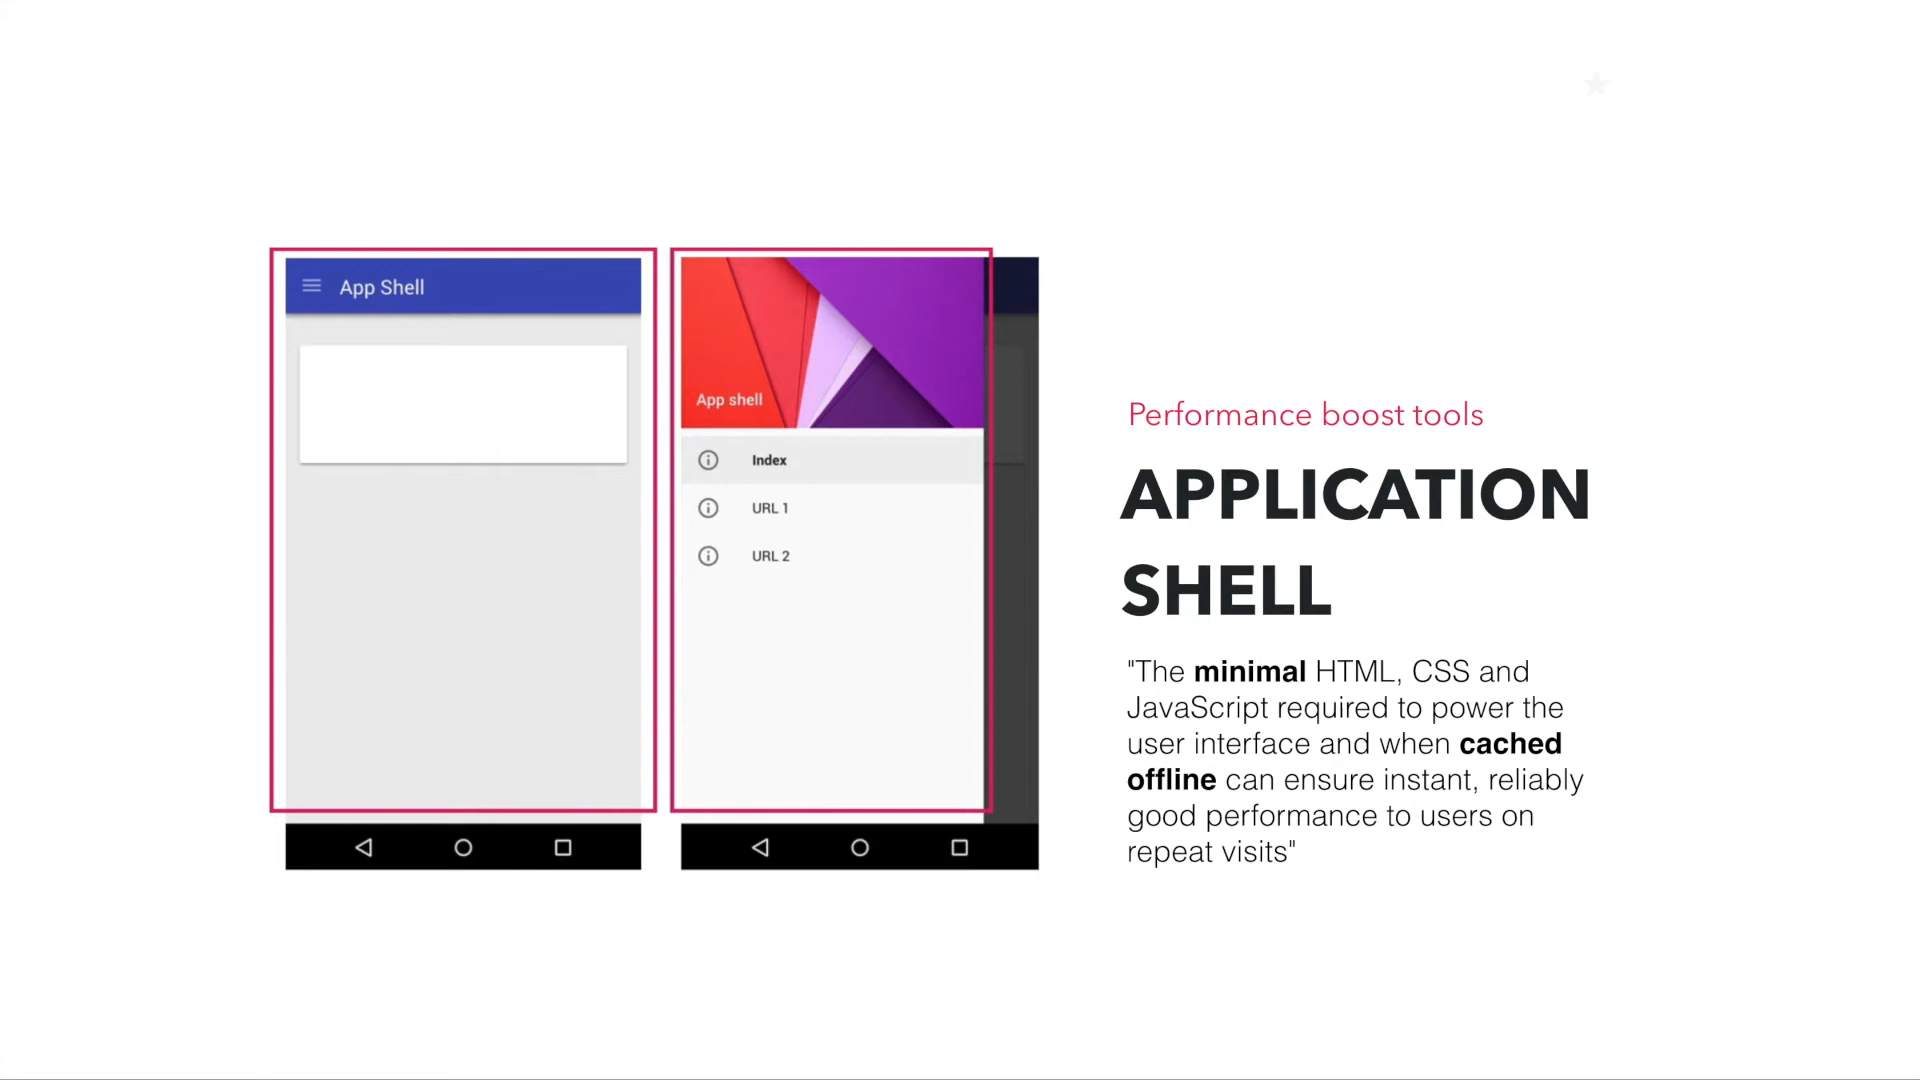 App Shell
App shell
Index
URL 1
URL 2
Performance boost tools
APPLICATION
SHELL
"The minimal HTML, CSS and
JavaScript required to power the
user interface and when cached
offline can ensure instant, reliably
good performance to users on
repeat visits"